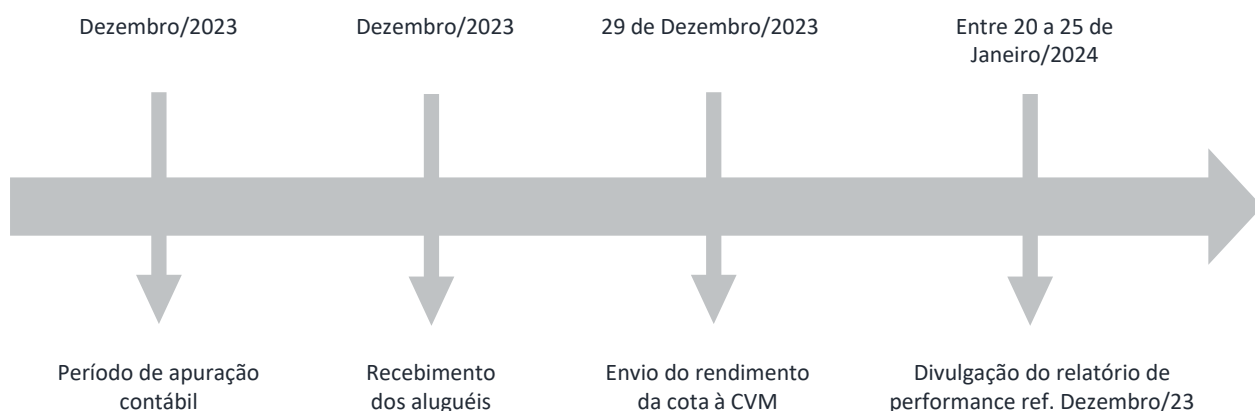 Dezembro/2023
Dezembro/2023
29 de Dezembro/2023
Entre 20 a 25 de
Janeiro/2024
Período de apuração
contábil
Recebimento
dos aluguéis
Envio do rendimento
da cota à CVM
Divulgação do relatório de
performance ref. Dezembro/23